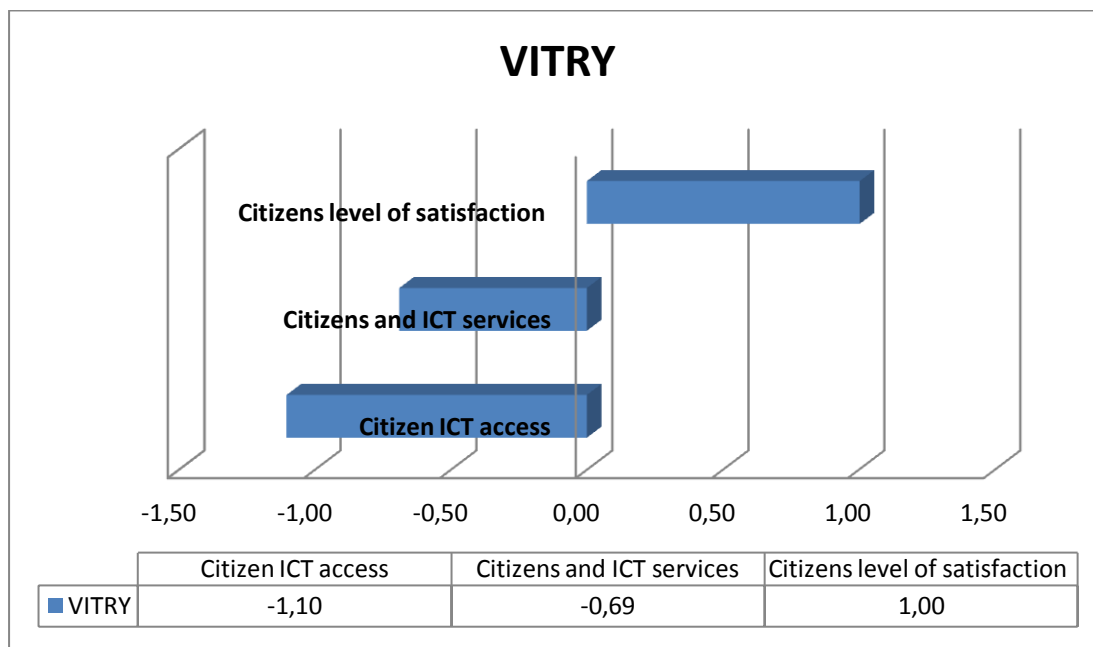 VITRY
Citizens level of satisfaction
Citizens and ICT services
Citizen ICT access
-1,50 -1,00 -0,50 0,00 0,50 1,00 1,50
Citizen ICT access Citizens and ICT services Citizens level of satisfaction
VITRY -1,10 -0,69 1,00